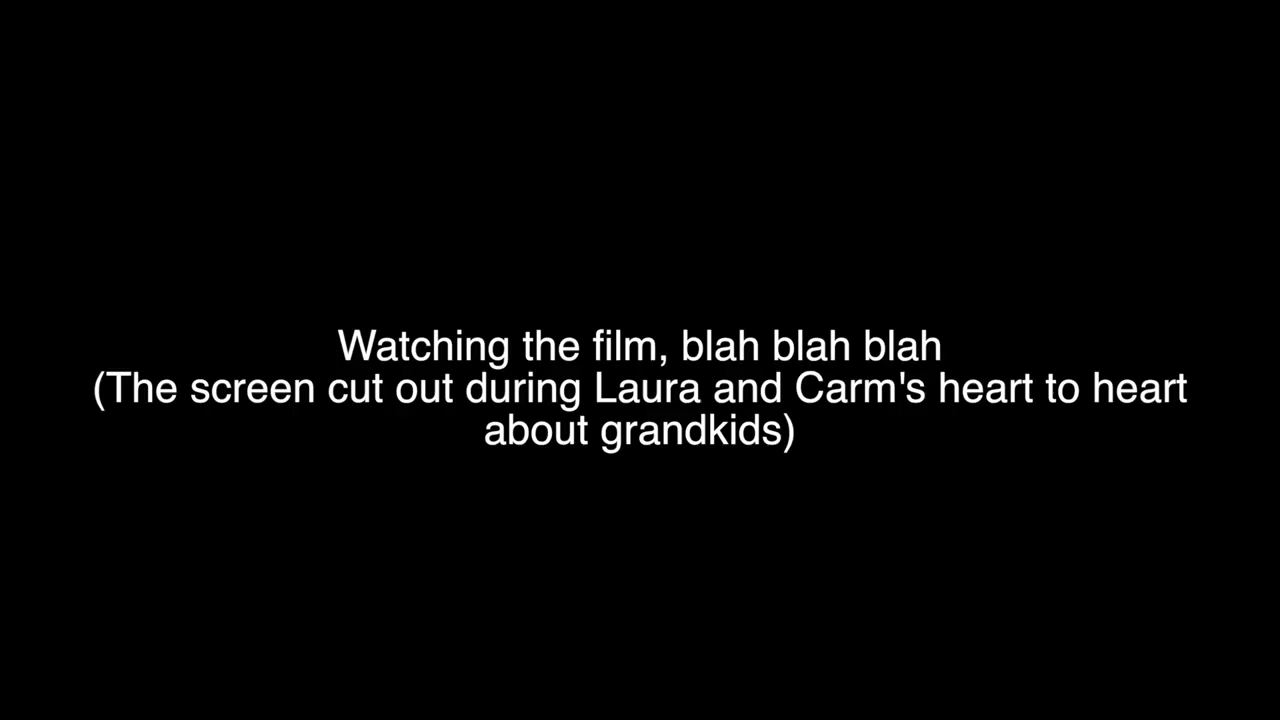 Watching the film, blah blah blah
(The screen cut out during Laura and Carm's heart to heart
about grandkids)